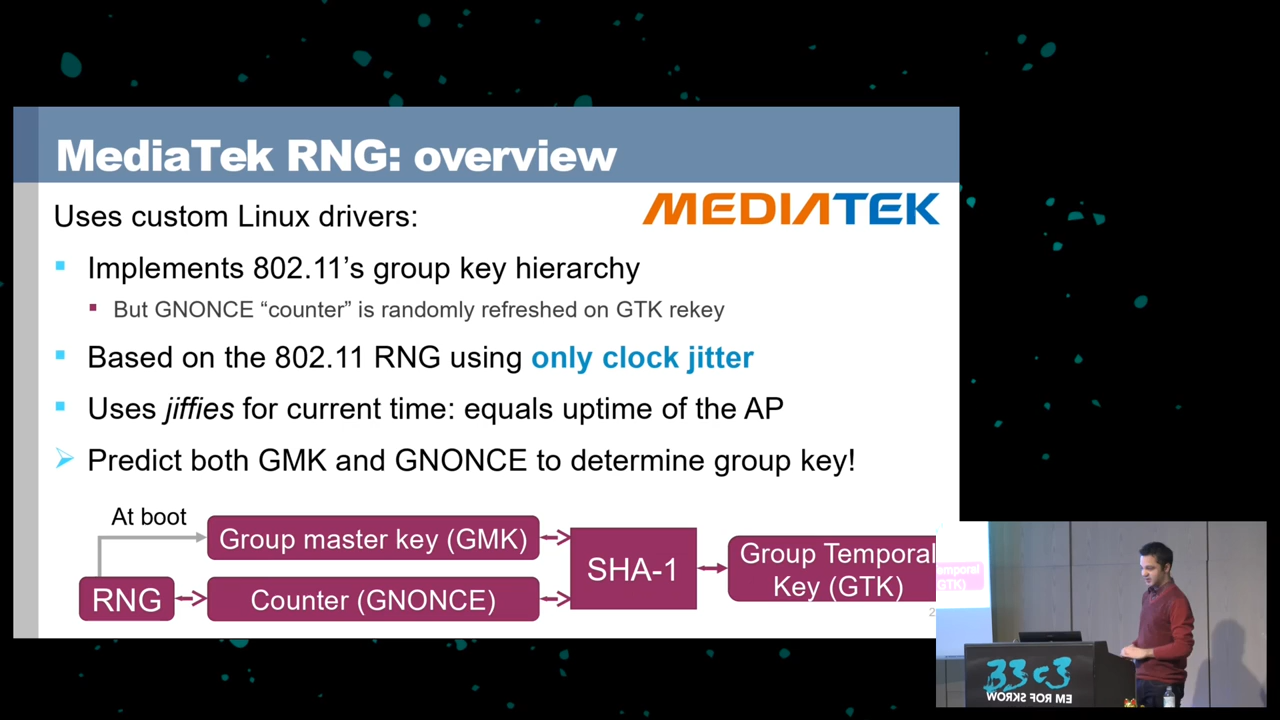 MediaTek RNG: overview
MEDIATEK
Uses custom Linux drivers:
Implements 802.11's group key hierarchy
But GNONCE “counter” is randomly refreshed on GTK rekey
Based on the 802.11 RNG using only clock jitter
Uses jiffies for current time: equals uptime of the AP
Predict both GMK and GNONCE to determine group key!
At boot
Group master key (GMK)
RNG
Counter (GNONCE)
SHA-1
Group Temporal
Key (GTK)
2
emporal
GTK)
33c3
WORKS FOR ME